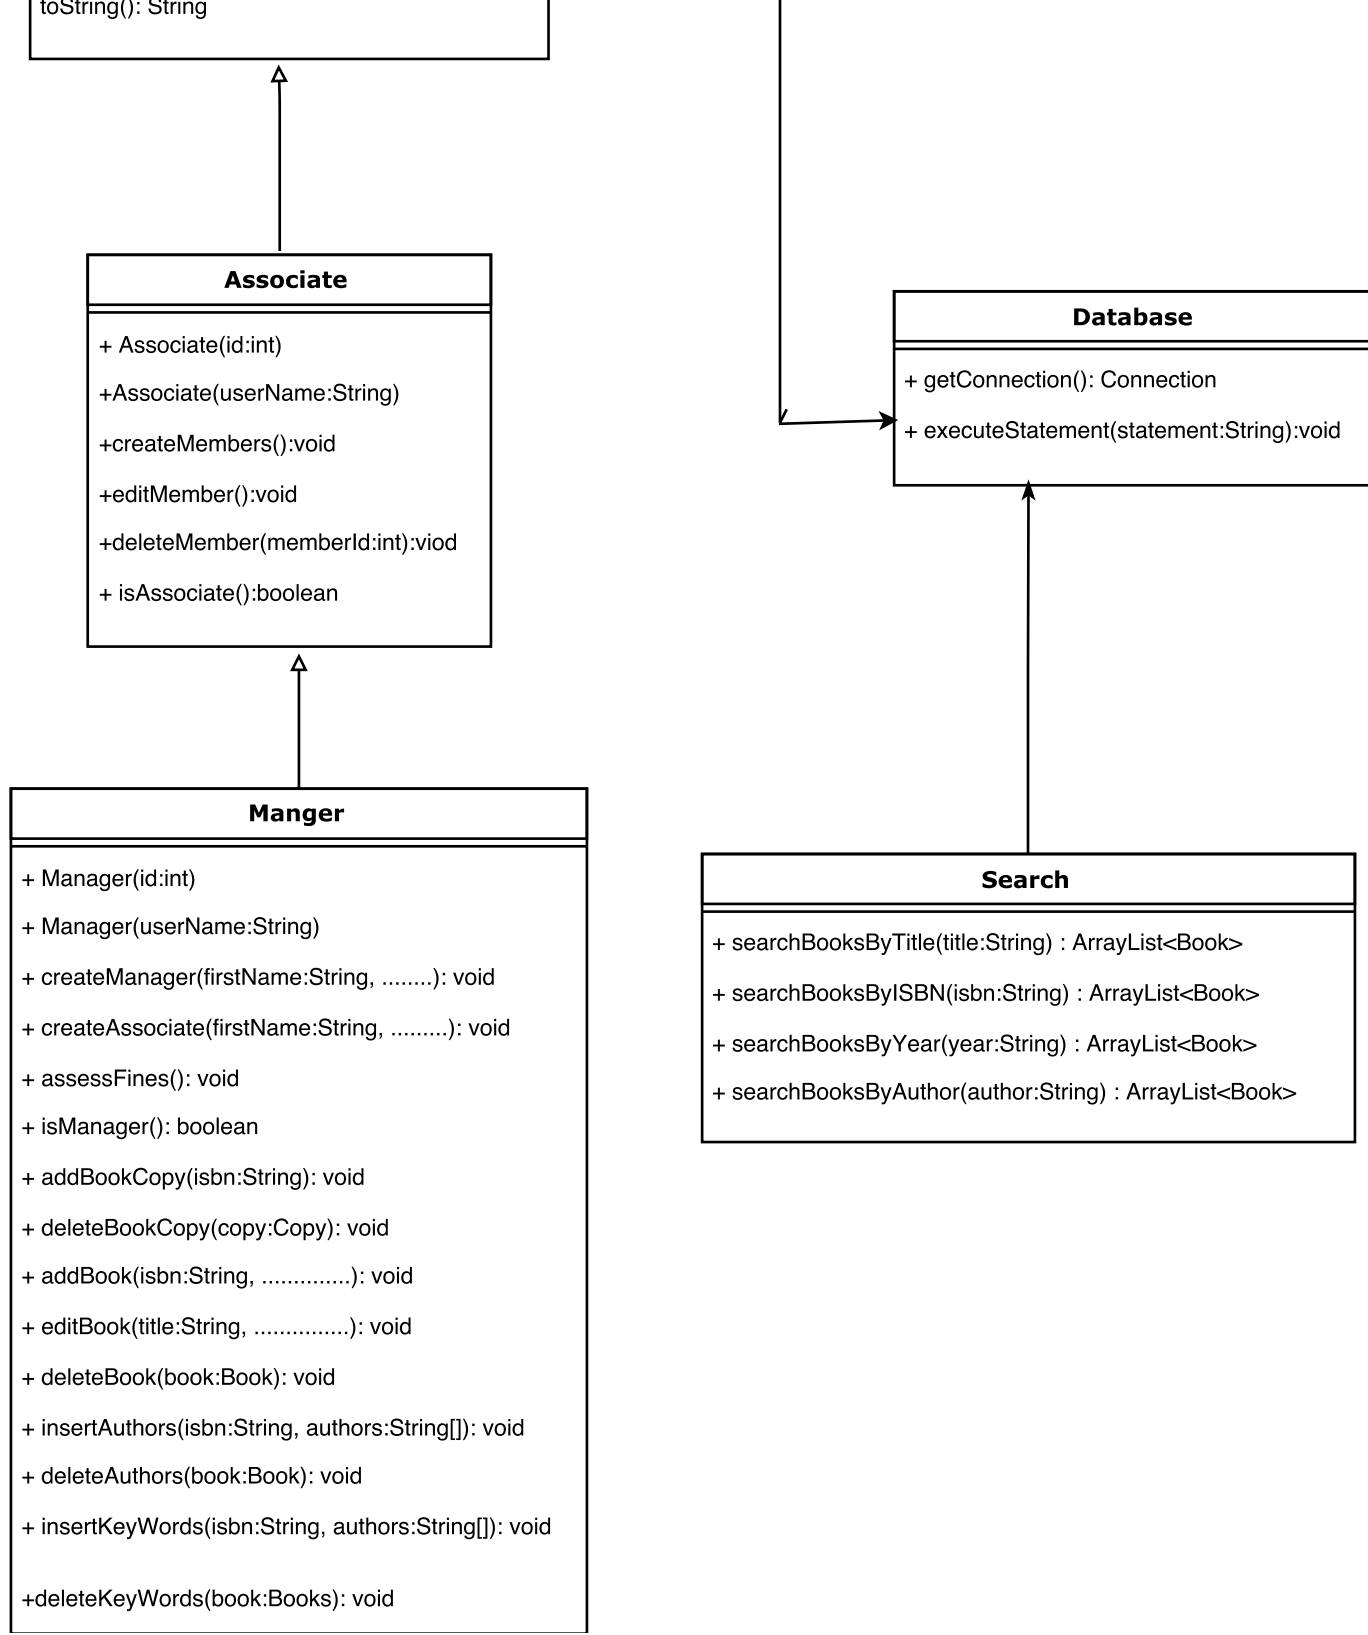 toString(): String
Associate
+ Associate(id:int)
+Associate(userName:String)
+createMembers():void
+editMember():void
+deleteMember(memberId:int):viod
+ isAssociate():boolean
Database
+ getConnection(): Connection
+ executeStatement(statement:String):void
Manger
+ Manager(id:int)
+ Manager(userName:String)
+ createManager(firstName:String, ........): void
+ createAssociate(firstName:String, .........): void
+ assessFines(): void
+ isManager(): boolean
+ addBookCopy(isbn:String): void
+ deleteBookCopy(copy:Copy): void
+ addBook(isbn:String, ..............): void
+ editBook(title:String, ...............): void
+ deleteBook(book:Book): void
+ insertAuthors(isbn:String, authors:String[]): void
+ deleteAuthors(book:Book): void
+ insertKeyWords(isbn:String, authors:String[]): void
+deleteKeyWords(book:Books): void
Search
+ searchBooksByTitle(title:String) : ArrayList<Book>
+ searchBooksByISBN(isbn:String) : ArrayList<Book>
+ searchBooksByYear(year:String) : ArrayList<Book>
+ searchBooksByAuthor(author:String) : ArrayList<Book>